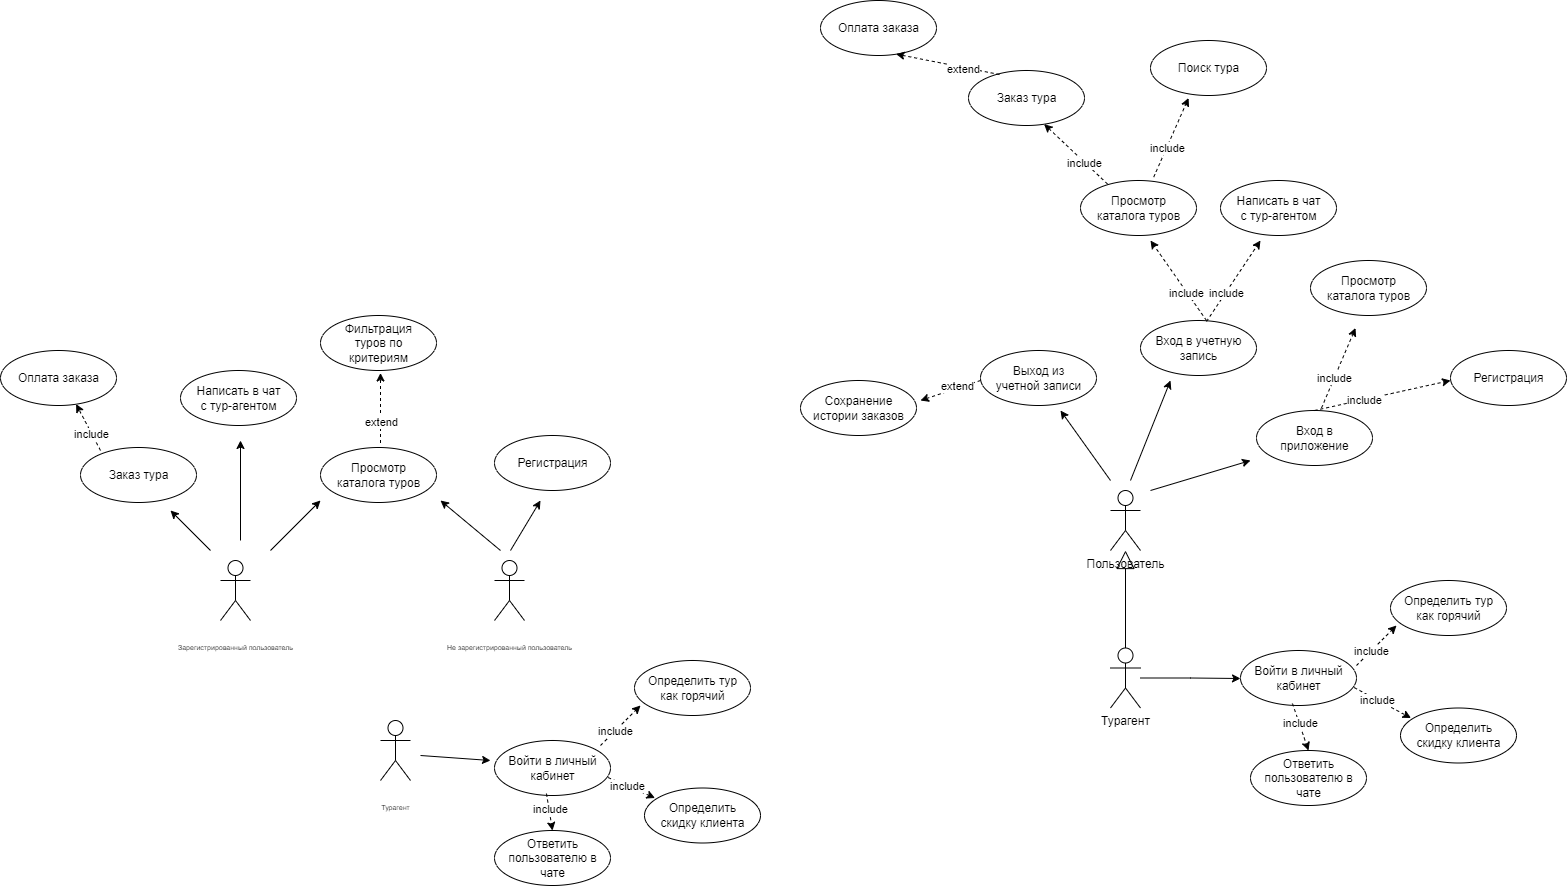 Оплата заказа
extend
Заказ тура
Поиск тура
include
include
Просмотр
каталога туров
Написать в чат
с тур-агентом
include
include
Вход в учетную
запись
Просмотр
каталога туров
include
include
Регистрация
Вход в
приложение
Выход из
учетной записи
extend
Сохранение
истории заказов
Пользователь
Турагент
Войти в личный
кабинет
include
Определить тур
как горячий
include
Определить
скидку клиента
include
Ответить
пользователю в
чате
Фильтрация
туров по
критериям
extend
Оплата заказа
include
Заказ тура
Написать в чат
с тур-агентом
Просмотр
каталога туров
Регистрация
Зарегистрированный пользователь
Не зарегистрированный пользователь
Турагент
Войти в личный
кабинет
include
Определить тур
как горячий
include
Определить
скидку клиента
include
Ответить
пользователю в
чате